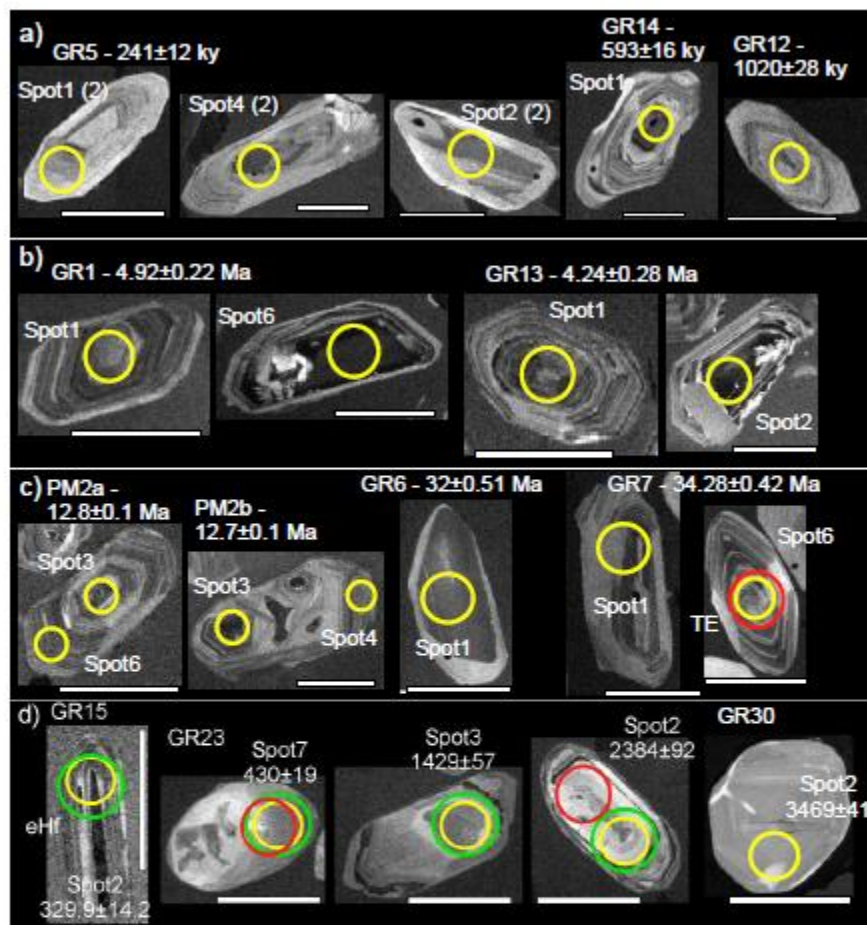 a)
GR5 - 241±12 ky
GR14 -
593±16 ky
GR12 -
1020±28 ky
Spot1 (2)
Spot4 (2)
Spot2 (2)
Spot1
b)
GR1 - 4.92±0.22 Ma
GR13 - 4.24±0.28 Ma
Spot1
Spot6
Spot1
Spot2
c)
PM2a -
12.8±0.1 Ma
PM2b -
12.7±0.1 Ma
GR6 - 32±0.51 Ma
GR7 - 34.28±0.42 Ma
Spot3
Spot6
Spot3
Spot4
Spot1
Spot1
Spot6
TE
d)
GR15
eHf
Spot2
329.9±14.2
GR23
Spot7
430±19
Spot3
1429±57
Spot2
2384±92
GR30
Spot2
3469±41